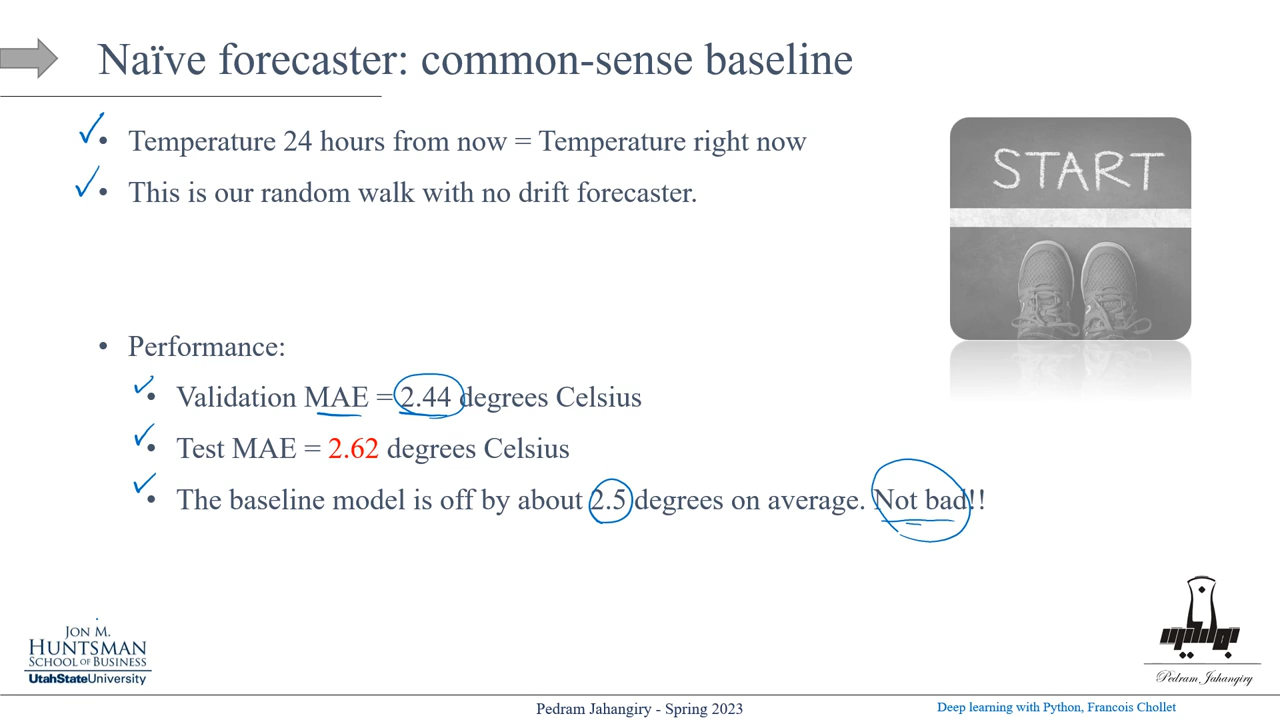 Naïve forecaster: common-sense baseline
• Temperature 24 hours from now = Temperature right now
• This is our random walk with no drift forecaster.
START
• Performance:
• Validation MAE = 2.44 degrees Celsius
• Test MAE = 2.62 degrees Celsius
• The baseline model is off by about 2.5 degrees on average. Not bad!!
JON M.
HUNTSMAN
SCHOOL OF BUSINESS
UtahStateUniversity
Pedram Jahangiry
Pedram Jahangiry - Spring 2023
Deep learning with Python, Francois Chollet